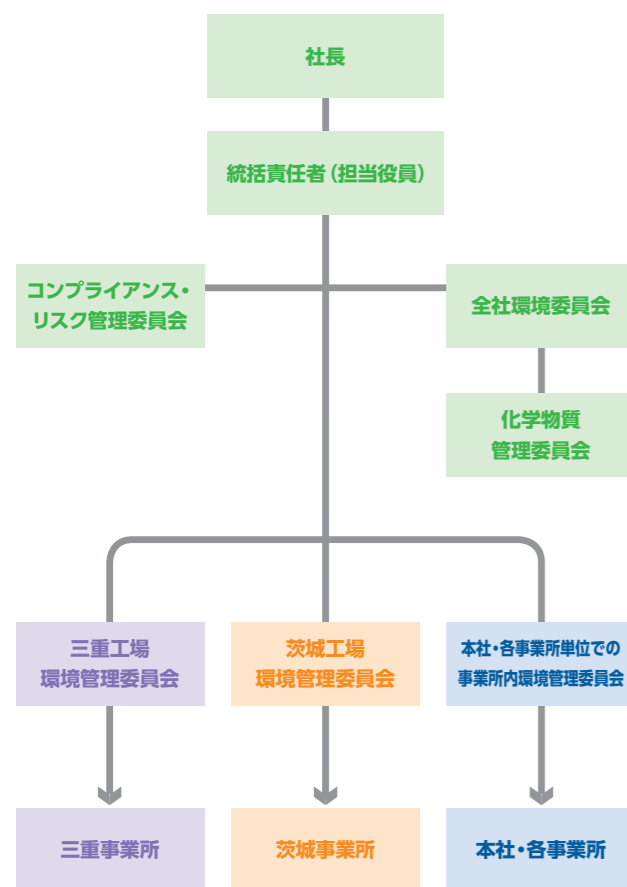 社長
統括責任者(担当役員)
コンプライアンス・
リスク管理委員会
全社環境委員会
化学物質
管理委員会
三重工場
環境管理委員会
茨城工場
環境管理委員会
本社・各事業所単位での
事業所内環境管理委員会
三重事業所
茨城事業所
本社・各事業所